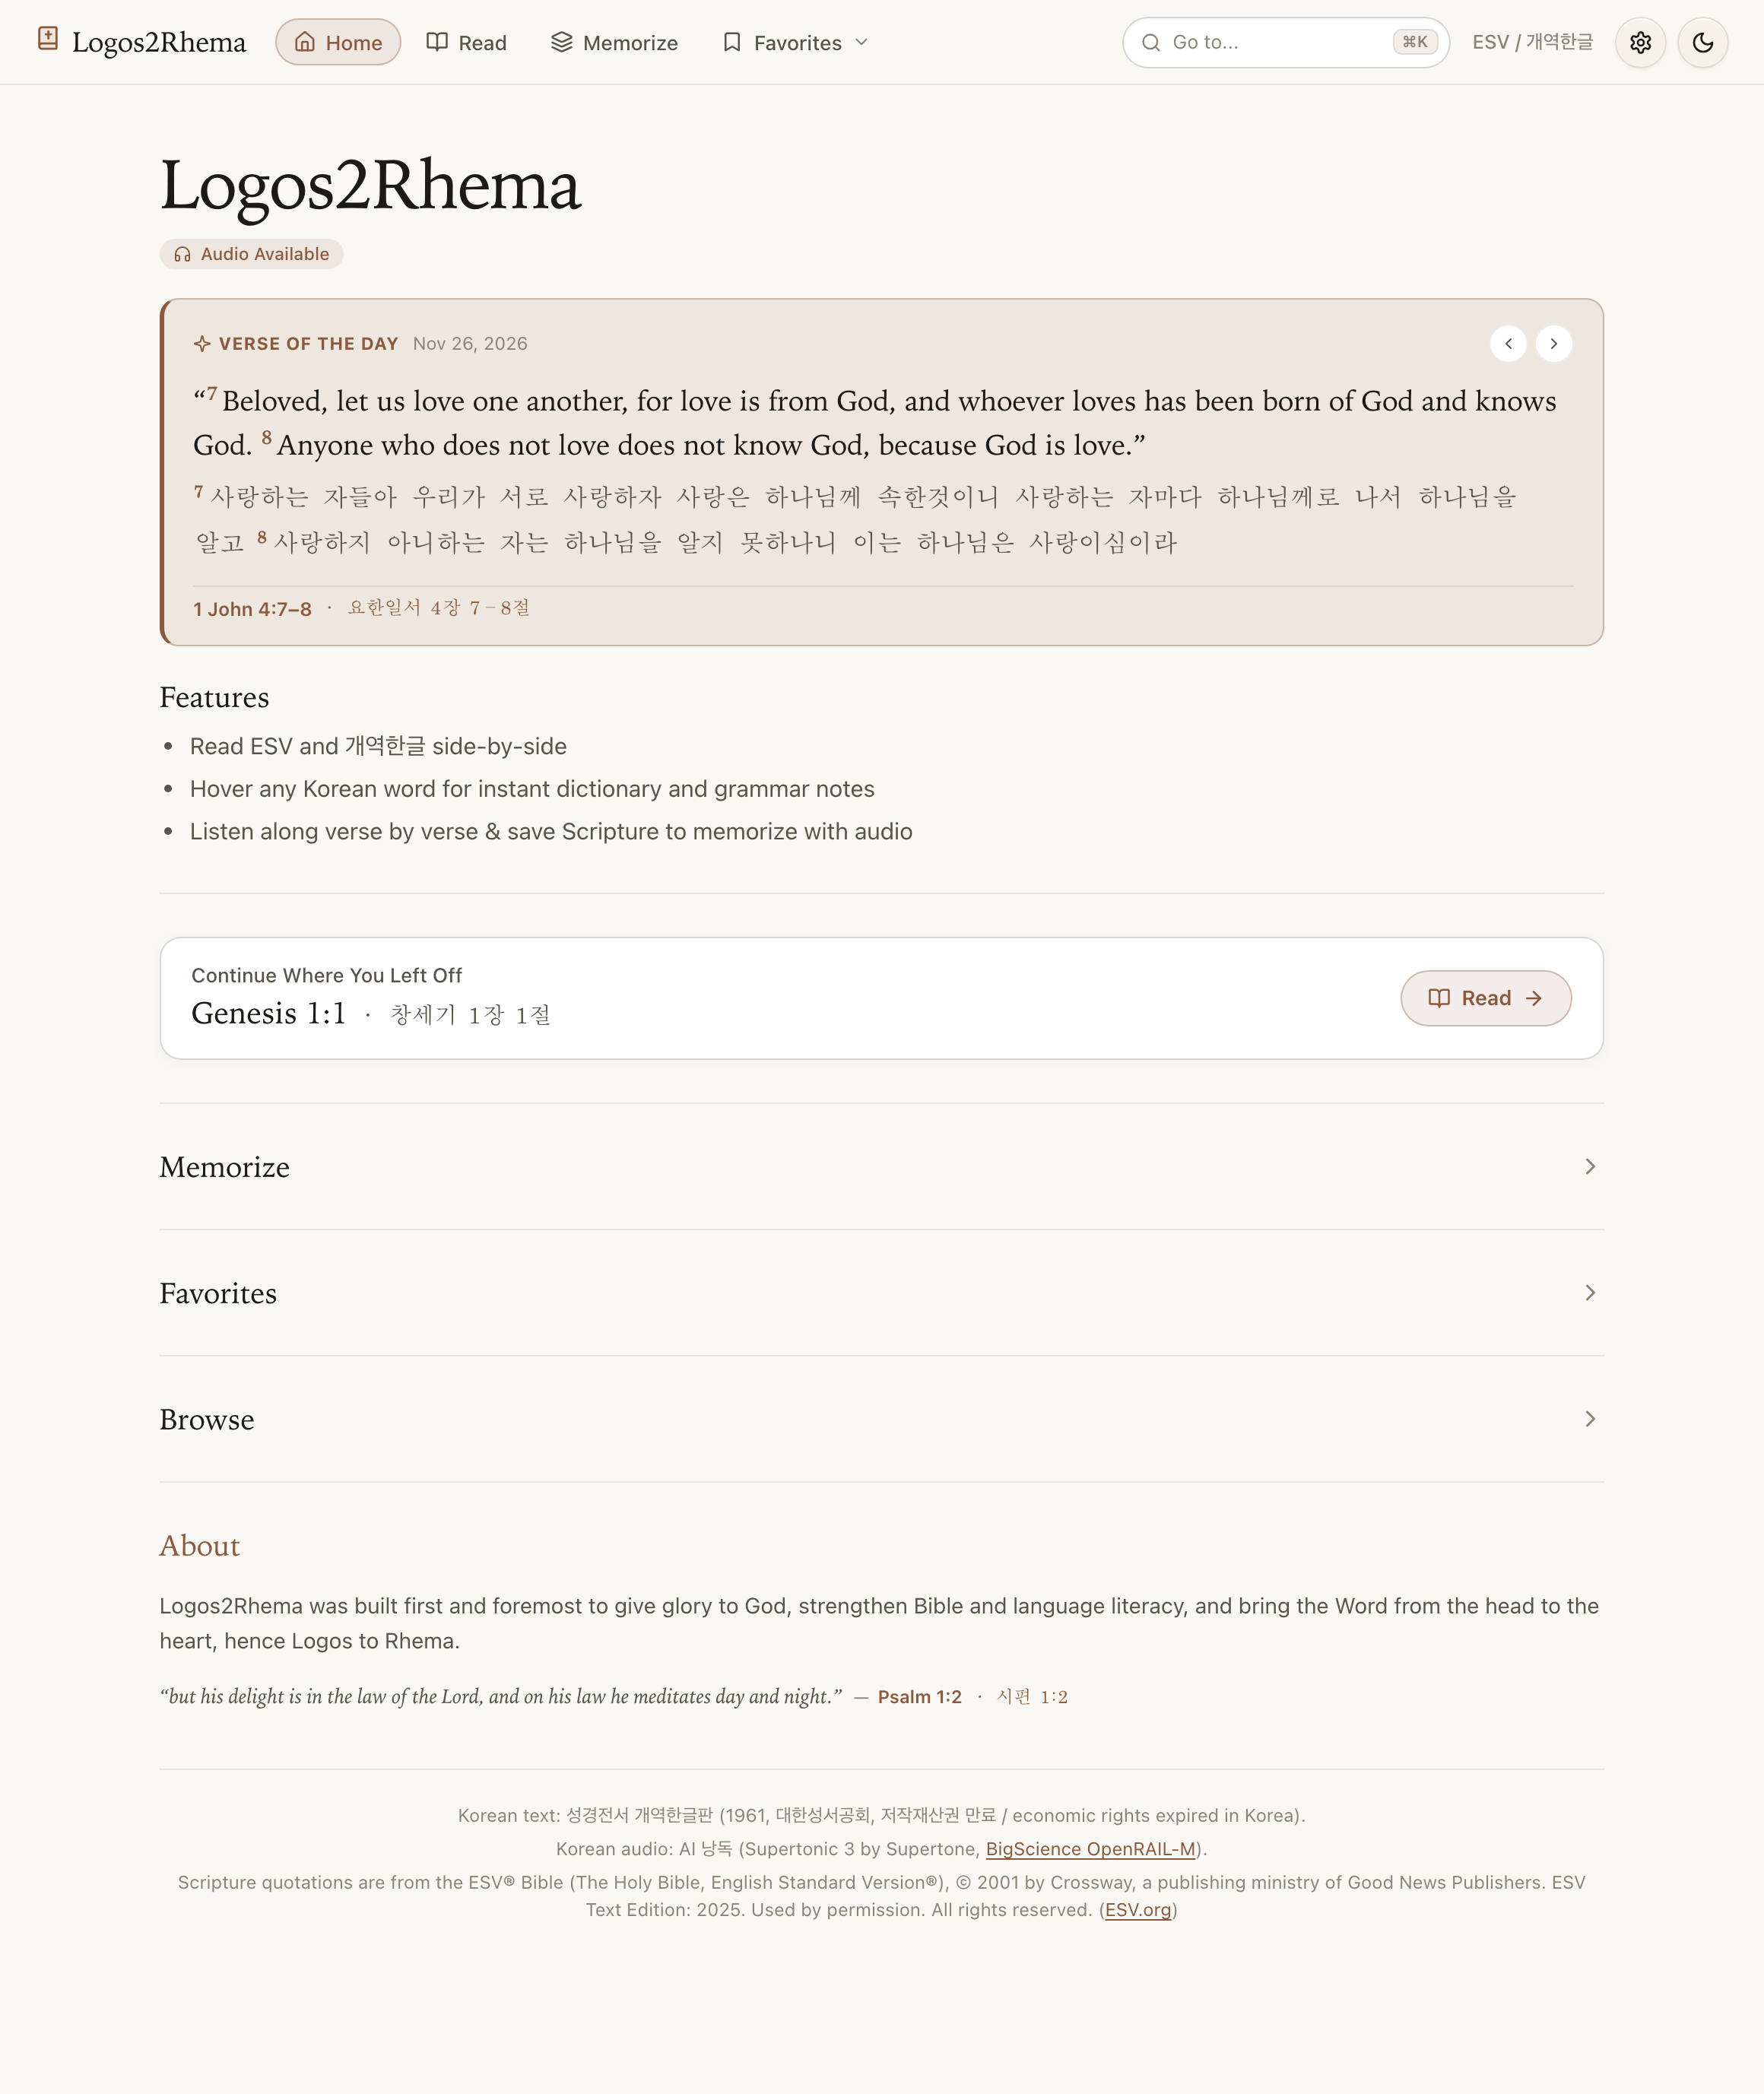 Logos2Rhema Home Read Memorize Favorites Go to... ⌘K ESV / 개역한글
Logos2Rhema
Audio Available
VERSE OF THE DAY Nov 26, 2026
“7 Beloved, let us love one another, for love is from God, and whoever loves has been born of God and knows
God. 8 Anyone who does not love does not know God, because God is love.”
7 사랑하는 자들아 우리가 서로 사랑하자 사랑은 하나님께 속한것이니 사랑하는 자마다 하나님께로 나서 하나님을
알고 8 사랑하지 아니하는 자는 하나님을 알지 못하나니 이는 하나님은 사랑이심이라
1 John 4:7–8 · 요한일서 4장 7–8절
Features
• Read ESV and 개역한글 side-by-side
• Hover any Korean word for instant dictionary and grammar notes
• Listen along verse by verse & save Scripture to memorize with audio
Continue Where You Left Off
Genesis 1:1 · 창세기 1장 1절
Read →
Memorize
Favorites
Browse
About
Logos2Rhema was built first and foremost to give glory to God, strengthen Bible and language literacy, and bring the Word from the head to the
heart, hence Logos to Rhema.
“but his delight is in the law of the Lord, and on his law he meditates day and night.” — Psalm 1:2 · 시편 1:2
Korean text: 성경전서 개역한글판 (1961, 대한성서공회, 저작재산권 만료 / economic rights expired in Korea).
Korean audio: AI 낭독 (Supertonic 3 by Supertone, BigScience OpenRAIL-M).
Scripture quotations are from the ESV® Bible (The Holy Bible, English Standard Version®), © 2001 by Crossway, a publishing ministry of Good News Publishers. ESV
Text Edition: 2025. Used by permission. All rights reserved. (ESV.org)